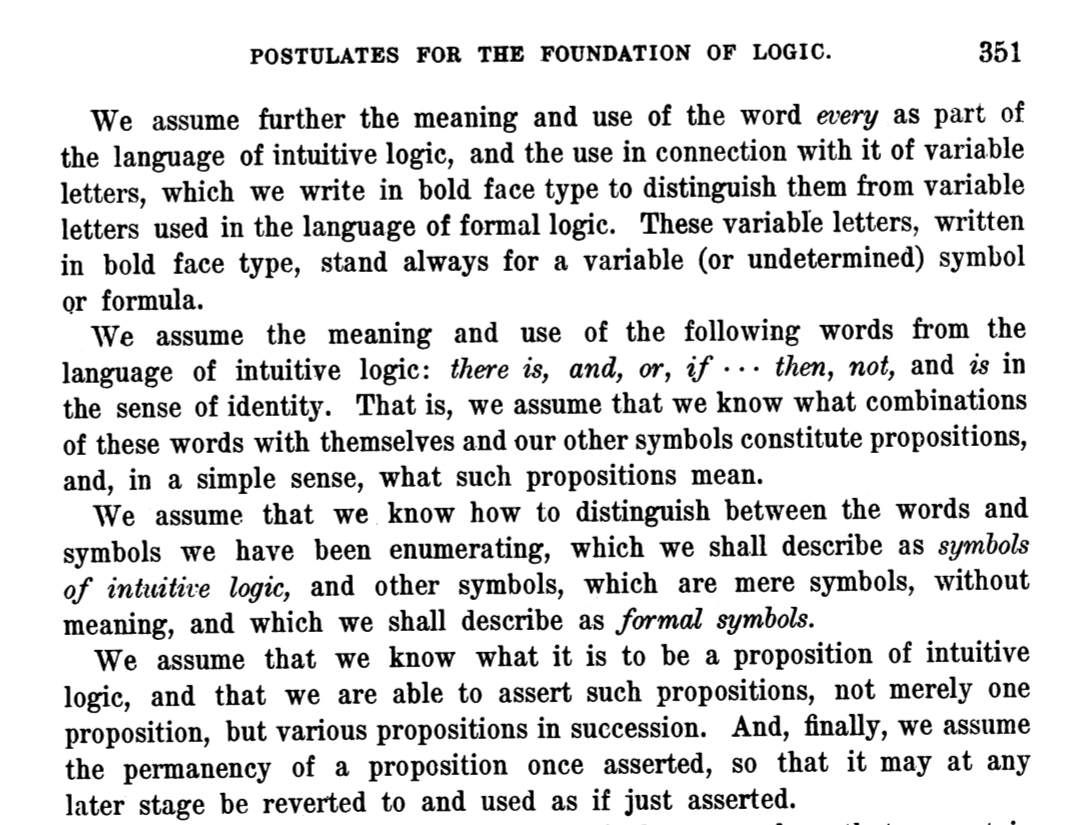 POSTULATES FOR THE FOUNDATION OF LOGIC. 351
We assume further the meaning and use of the word every as part of
the language of intuitive logic, and the use in connection with it of variable
letters, which we write in bold face type to distinguish them from variable
letters used in the language of formal logic. These variable letters, written
in bold face type, stand always for a variable (or undetermined) symbol
or formula.
We assume the meaning and use of the following words from the
language of intuitive logic: there is, and, or, if ··· then, not, and is in
the sense of identity. That is, we assume that we know what combinations
of these words with themselves and our other symbols constitute propositions,
and, in a simple sense, what such propositions mean.
We assume that we know how to distinguish between the words and
symbols we have been enumerating, which we shall describe as symbols
of intuitive logic, and other symbols, which are mere symbols, without
meaning, and which we shall describe as formal symbols.
We assume that we know what it is to be a proposition of intuitive
logic, and that we are able to assert such propositions, not merely one
proposition, but various propositions in succession. And, finally, we assume
the permanency of a proposition once asserted, so that it may at any
later stage be reverted to and used as if just asserted.